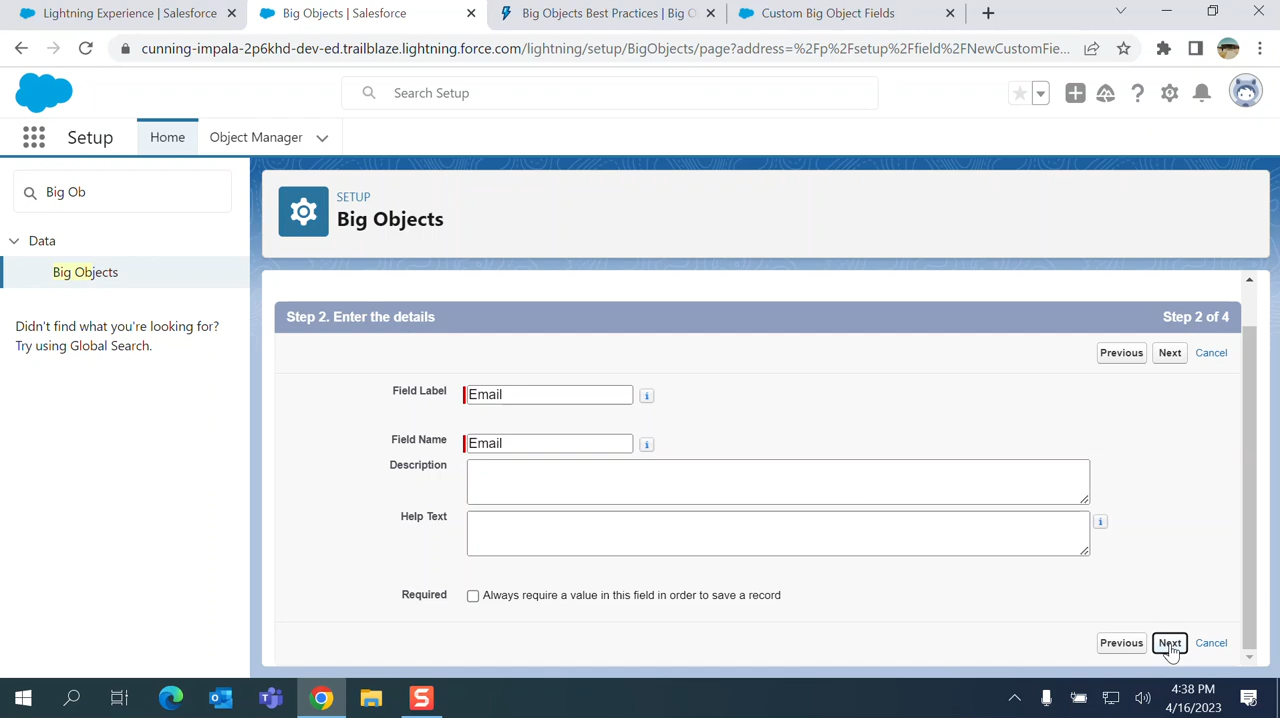 Lightning Experience | Salesforce
Big Objects | Salesforce
Big Objects Best Practices | Big O
Custom Big Object Fields
cunning-impala-2p6khd-dev-ed.trailblaze.lightning.force.com/lightning/setup/BigObjects/page?address=%2Fp%2Fsetup%2Ffield%2FNewCustomFie...
Search Setup
Setup
Home
Object Manager
Big Ob
Data
Big Objects
Didn't find what you're looking for?
Try using Global Search.
SETUP
Big Objects
Step 2. Enter the details
Step 2 of 4
Previous
Next
Cancel
Field Label
Email
Field Name
Email
Description
Help Text
Required
Always require a value in this field in order to save a record
Previous
Next
Cancel
4:38 PM
4/16/2023